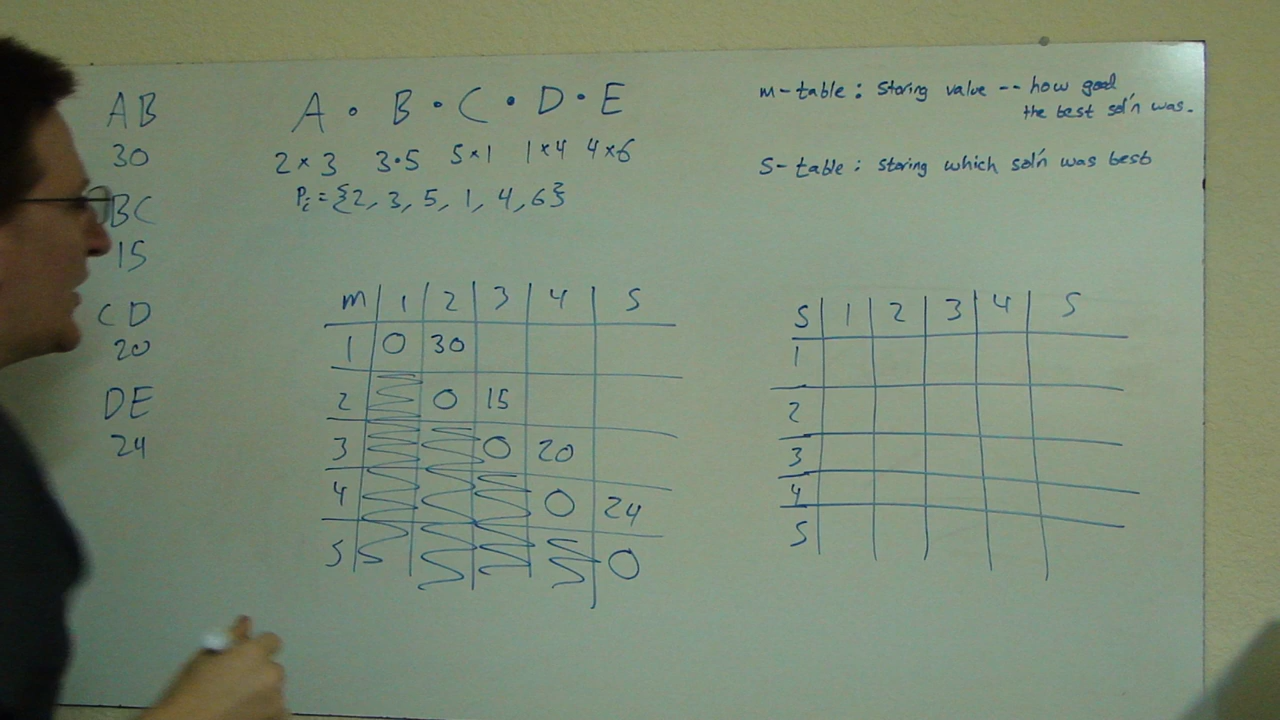 AB
30
BC
15
CD
20
DE
24
A • B • C • D • E
2×3 3•5 5×1 1×4 4×6
Pi = {2, 3, 5, 1, 4, 6}
m-table: Storing value -- how good
the best sol'n was.
S-table: storing which sol'n was best
m 1 2 3 4 5
1 0 30
2 0 15
3 0 20
4 0 24
5 0
S 1 2 3 4 5
1
2
3
4
5